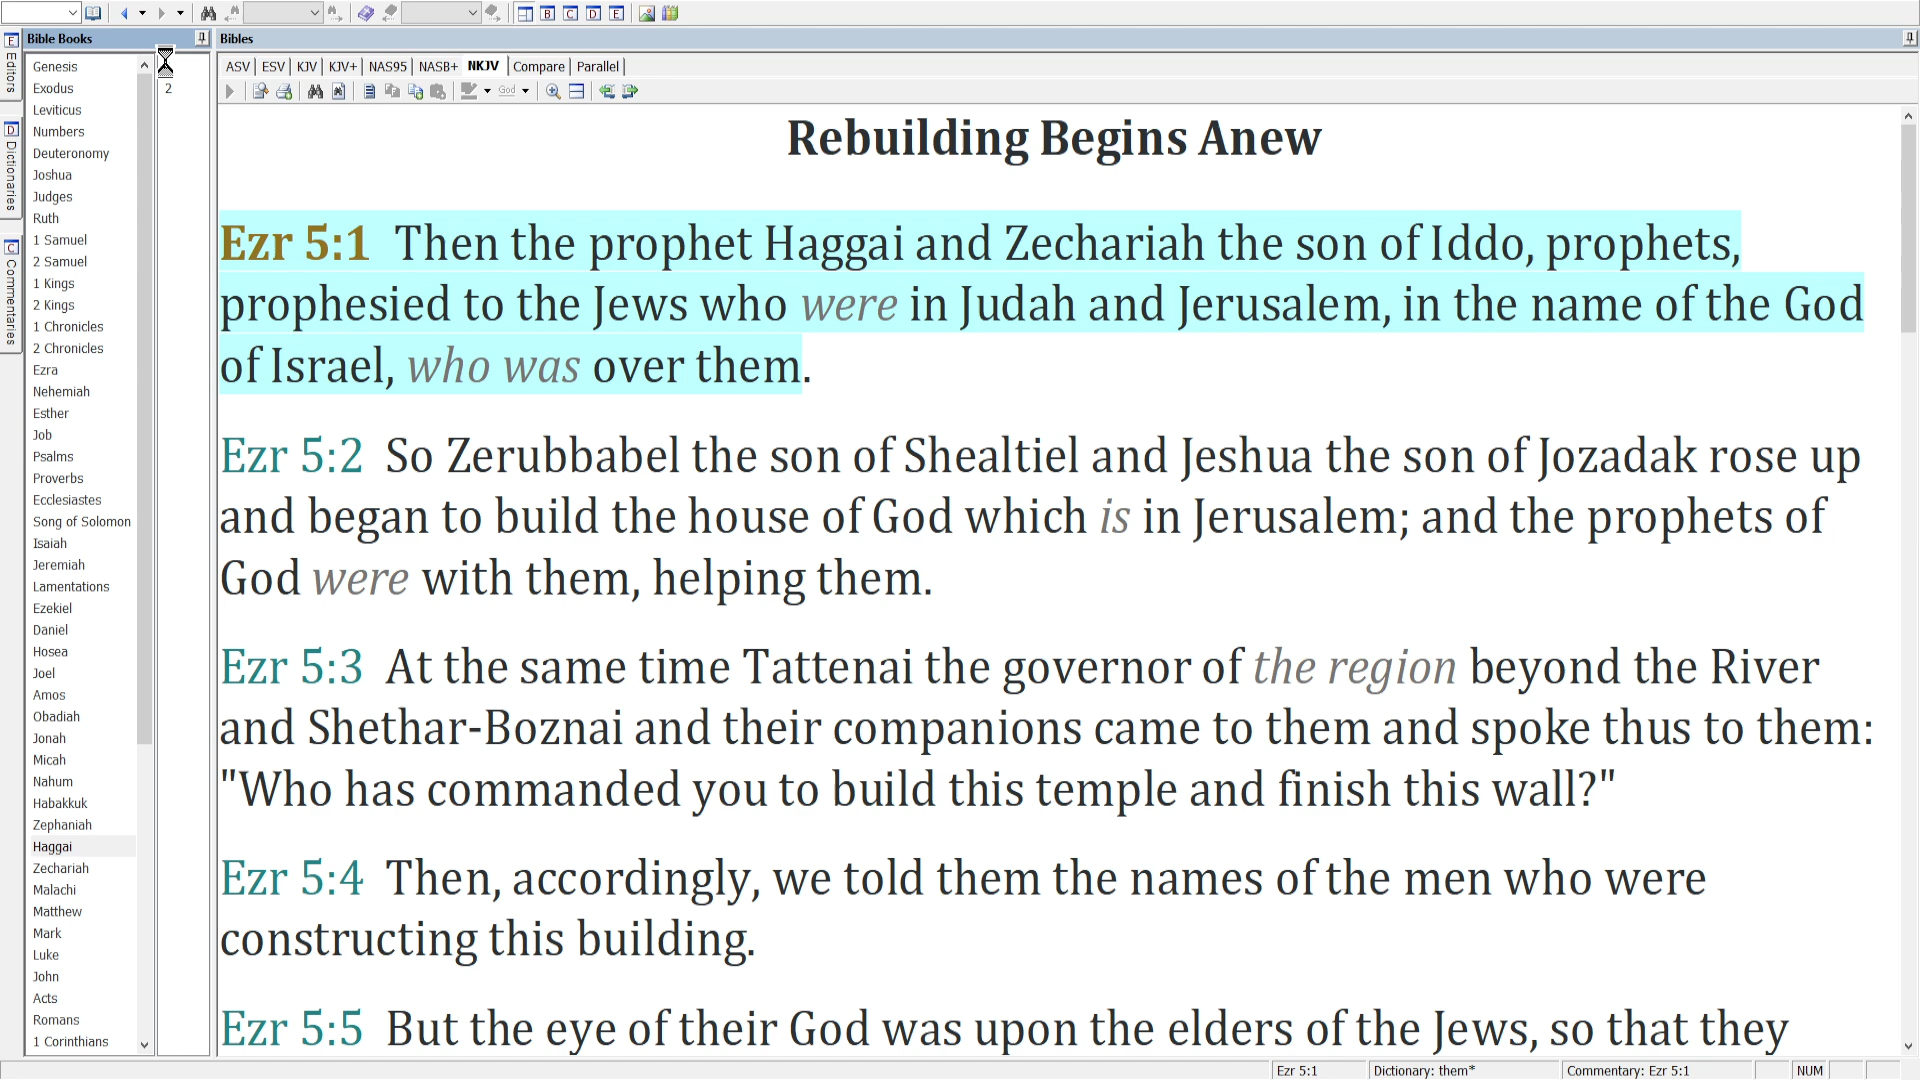 Bible Books
Bibles
Editors
Dictionaries
Commentaries
Genesis
Exodus
Leviticus
Numbers
Deuteronomy
Joshua
Judges
Ruth
1 Samuel
2 Samuel
1 Kings
2 Kings
1 Chronicles
2 Chronicles
Ezra
Nehemiah
Esther
Job
Psalms
Proverbs
Ecclesiastes
Song of Solomon
Isaiah
Jeremiah
Lamentations
Ezekiel
Daniel
Hosea
Joel
Amos
Obadiah
Jonah
Micah
Nahum
Habakkuk
Zephaniah
Haggai
Zechariah
Malachi
Matthew
Mark
Luke
John
Acts
Romans
1 Corinthians
2
ASV ESV KJV KJV+ NAS95 NASB+ NKJV Compare Parallel
God
Rebuilding Begins Anew
Ezr 5:1 Then the prophet Haggai and Zechariah the son of Iddo, prophets,
prophesied to the Jews who were in Judah and Jerusalem, in the name of the God
of Israel, who was over them.
Ezr 5:2 So Zerubbabel the son of Shealtiel and Jeshua the son of Jozadak rose up
and began to build the house of God which is in Jerusalem; and the prophets of
God were with them, helping them.
Ezr 5:3 At the same time Tattenai the governor of the region beyond the River
and Shethar-Boznai and their companions came to them and spoke thus to them:
"Who has commanded you to build this temple and finish this wall?"
Ezr 5:4 Then, accordingly, we told them the names of the men who were
constructing this building.
Ezr 5:5 But the eye of their God was upon the elders of the Jews, so that they
Ezr 5:1
Dictionary: them*
Commentary: Ezr 5:1
NUM